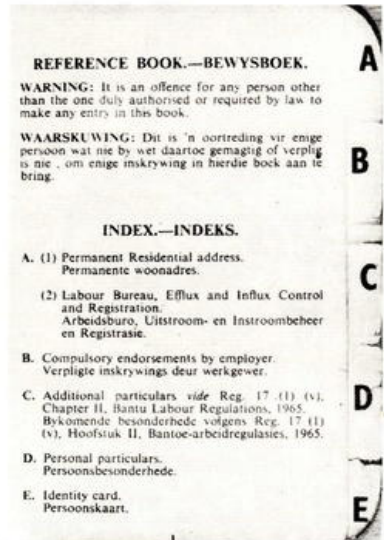 REFERENCE BOOK.—BEWYSBOEK.
WARNING: It is an offence for any person other
than the one duly authorised or required by law to
make any entry in this book.
WAARSKUWING: Dit is 'n oortreding vir enige
persoon wat nie by wet daartoe gemagtig of verplig
is nie , om enige inskrywing in hierdie boek aan te
bring.
INDEX.—INDEKS.
A. (1) Permanent Residential address.
Permanente woonadres.
(2) Labour Bureau, Efflux and Influx Control
and Registration.
Arbeidsburo, Uitstroom- en Instroombeheer
en Registrasie.
B. Compulsory endorsements by employer.
Verpligte inskrywings deur werkgewer.
C. Additional particulars vide Reg. 17 (1) (v),
Chapter II, Bantu Labour Regulations, 1965.
Bykomende besonderhede volgens Reg. 17 (1)
(v), Hoofstuk II, Bantoe-arbeidregulasies, 1965.
D. Personal particulars.
Persoonsbesonderhede.
E. Identity card.
Persoonskaart.
A
B
C
D
E